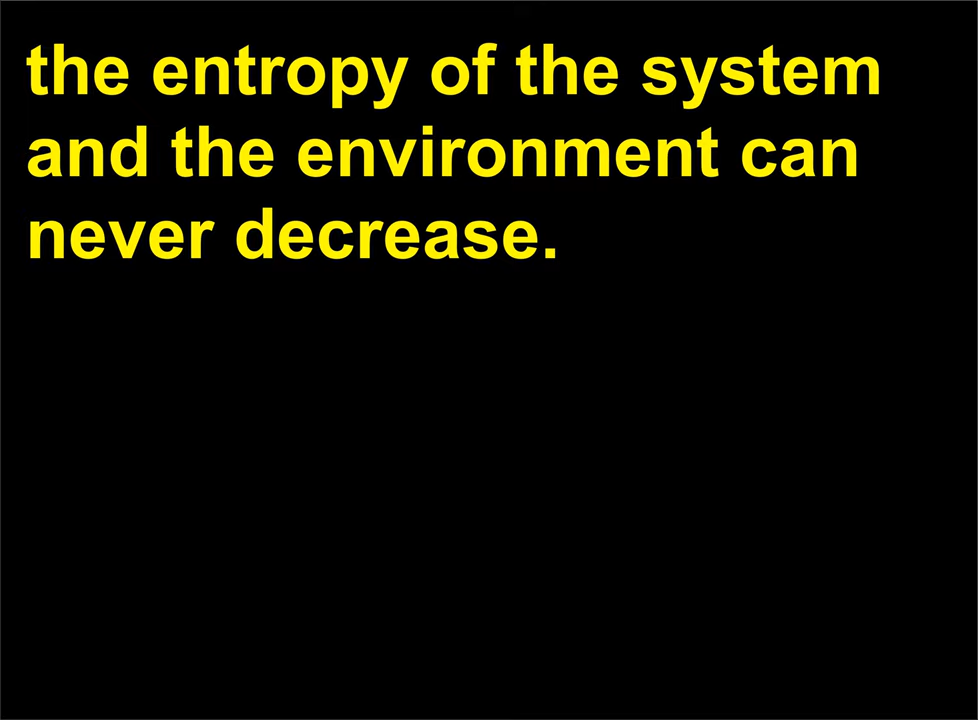 the entropy of the system
and the environment can
never decrease.